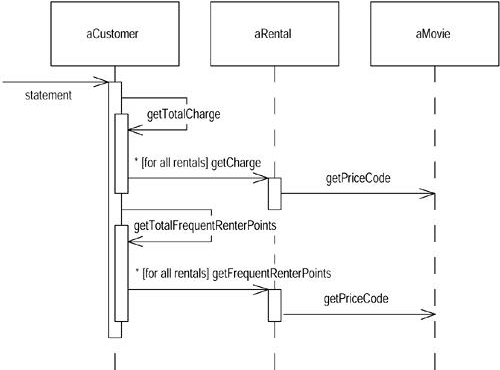 aCustomer
aRental
aMovie
statement
getTotalCharge
* [for all rentals] getCharge
getPriceCode
getTotalFrequentRenterPoints
* [for all rentals] getFrequentRenterPoints
getPriceCode